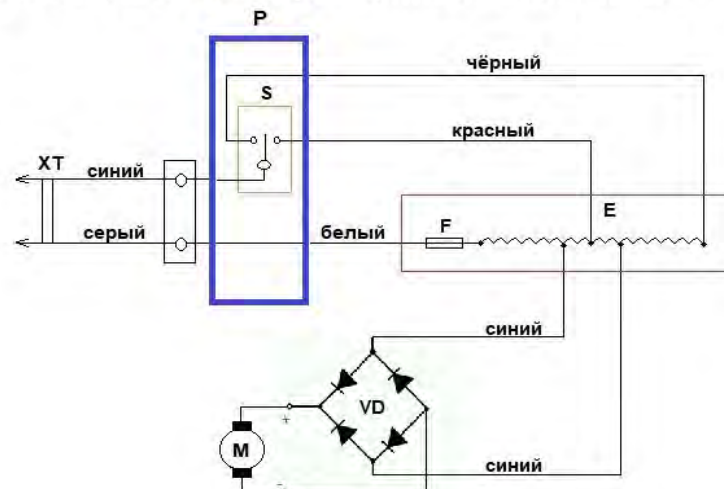 P
чёрный
S
красный
XT
синий
E
серый
белый
F
синий
VD
+
M
синий
-